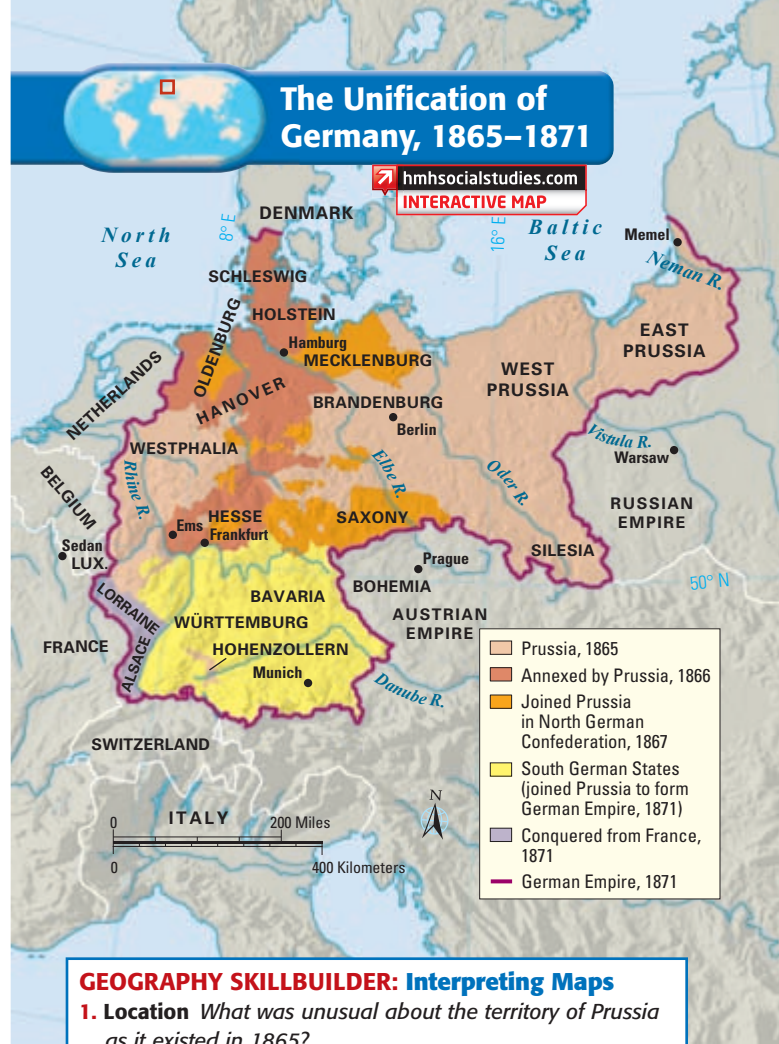 The Unification of
Germany, 1865–1871
hmhsocialstudies.com
INTERACTIVE MAP
DENMARK
North
Sea
8° E
16° E
Baltic
Sea
Memel
Neman R.
SCHLESWIG
HOLSTEIN
EAST
PRUSSIA
OLDENBURG
Hamburg
MECKLENBURG
WEST
PRUSSIA
NETHERLANDS
HANOVER
BRANDENBURG
Berlin
WESTPHALIA
Vistula R.
Warsaw
Rhine R.
Elbe R.
Oder R.
BELGIUM
RUSSIAN
EMPIRE
Ems
HESSE
Frankfurt
SAXONY
Sedan
LUX.
Prague
SILESIA
50° N
LORRAINE
BAVARIA
BOHEMIA
WÜRTTEMBURG
AUSTRIAN
EMPIRE
FRANCE
ALSACE
HOHENZOLLERN
Munich
Danube R.
SWITZERLAND
ITALY
0
200 Miles
0
400 Kilometers
N
Prussia, 1865
Annexed by Prussia, 1866
Joined Prussia
in North German
Confederation, 1867
South German States
(joined Prussia to form
German Empire, 1871)
Conquered from France,
1871
German Empire, 1871
GEOGRAPHY SKILLBUILDER: Interpreting Maps
1. Location What was unusual about the territory of Prussia
as it existed in 1865?